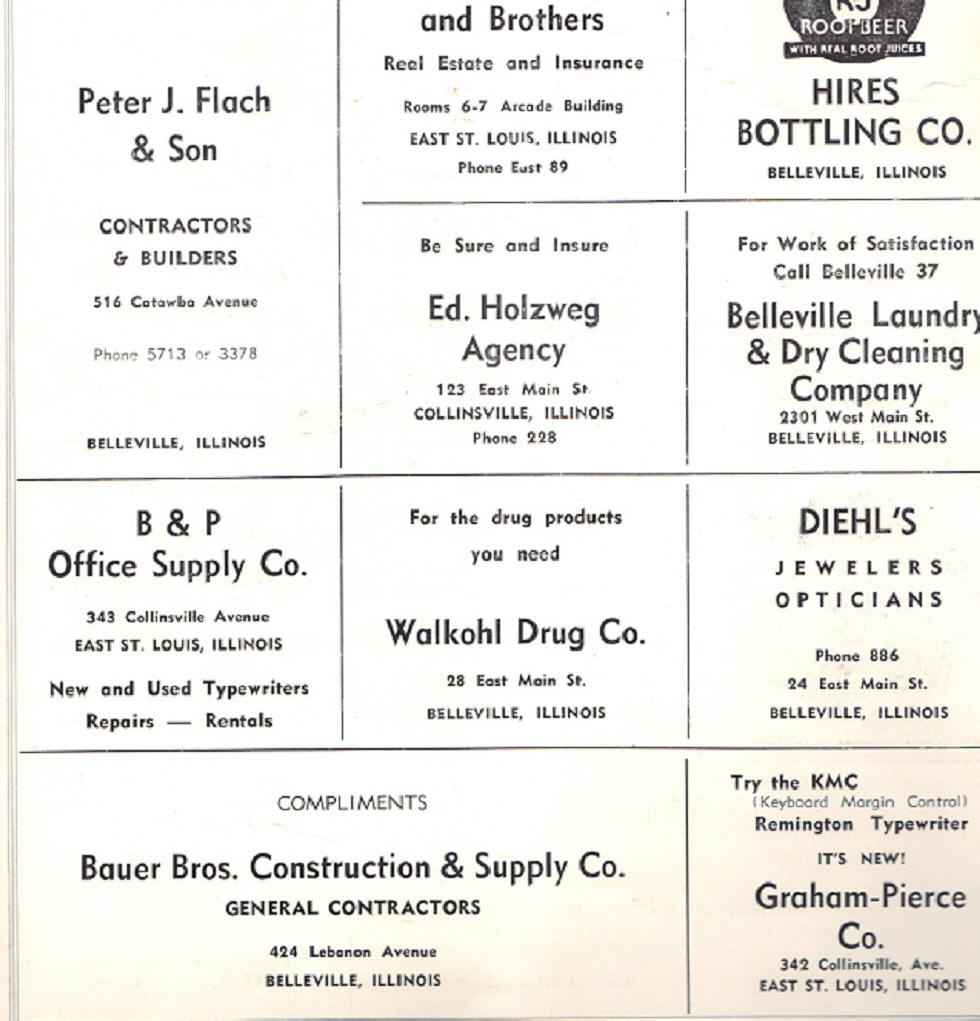 Peter J. Flach
& Son
CONTRACTORS
& BUILDERS
516 Catawba Avenue
Phone 5713 or 3378
BELLEVILLE, ILLINOIS
and Brothers
Reel Estate and Insurance
Rooms 6-7 Arcade Building
EAST ST. LOUIS, ILLINOIS
Phone East 89
ROOT BEER
WITH REAL ROOT JUICES
HIRES
BOTTLING CO.
BELLEVILLE, ILLINOIS
Be Sure and Insure
Ed. Holzweg
Agency
123 East Main St.
COLLINSVILLE, ILLINOIS
Phone 228
For Work of Satisfaction
Call Belleville 37
Belleville Laundry
& Dry Cleaning
Company
2301 West Main St.
BELLEVILLE, ILLINOIS
B & P
Office Supply Co.
343 Collinsville Avenue
EAST ST. LOUIS, ILLINOIS
New and Used Typewriters
Repairs — Rentals
For the drug products
you need
Walkohl Drug Co.
28 East Main St.
BELLEVILLE, ILLINOIS
DIEHL'S
JEWELERS
OPTICIANS
Phone 886
24 East Main St.
BELLEVILLE, ILLINOIS
COMPLIMENTS
Bauer Bros. Construction & Supply Co.
GENERAL CONTRACTORS
424 Lebanon Avenue
BELLEVILLE, ILLINOIS
Try the KMC
(Keyboard Margin Control)
Remington Typewriter
IT'S NEW!
Graham-Pierce
Co.
342 Collinsville, Ave.
EAST ST. LOUIS, ILLINOIS